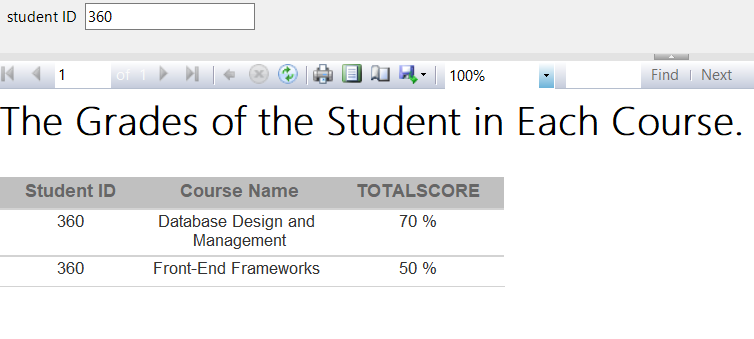 student ID 360
1 of 1 100% Find | Next
The Grades of the Student in Each Course.
Student ID Course Name TOTALSCORE
360 Database Design and Management 70 %
360 Front-End Frameworks 50 %